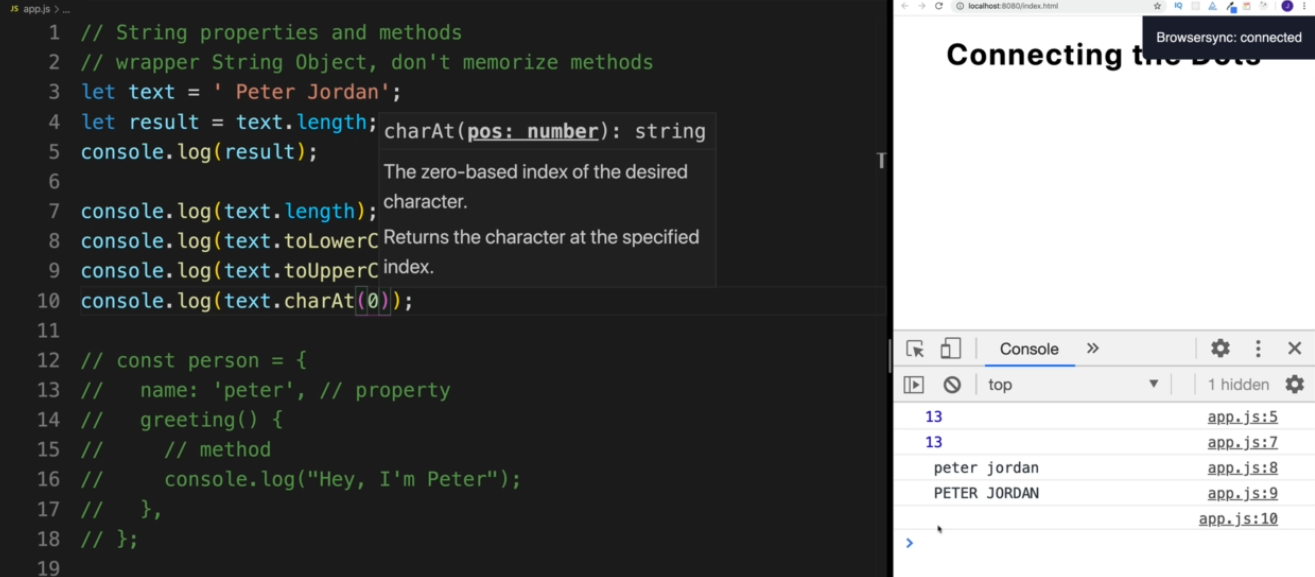 JS app.js > ...
1 // String properties and methods
2 // wrapper String Object, don't memorize methods
3 let text = ' Peter Jordan';
4 let result = text.length;
5 console.log(result);
6
7 console.log(text.length);
8 console.log(text.toLowerC
9 console.log(text.toUpperC
10 console.log(text.charAt(0));
11
12 // const person = {
13 //   name: 'peter', // property
14 //   greeting() {
15 //     // method
16 //     console.log("Hey, I'm Peter");
17 //   },
18 // };
19
charAt(pos: number): string
The zero-based index of the desired
character.
Returns the character at the specified
index.
T
localhost:8080/index.html
IQ
J
Browsersync: connected
Connecting the Dots
Console
top
1 hidden
13 app.js:5
13 app.js:7
peter jordan app.js:8
PETER JORDAN app.js:9
app.js:10